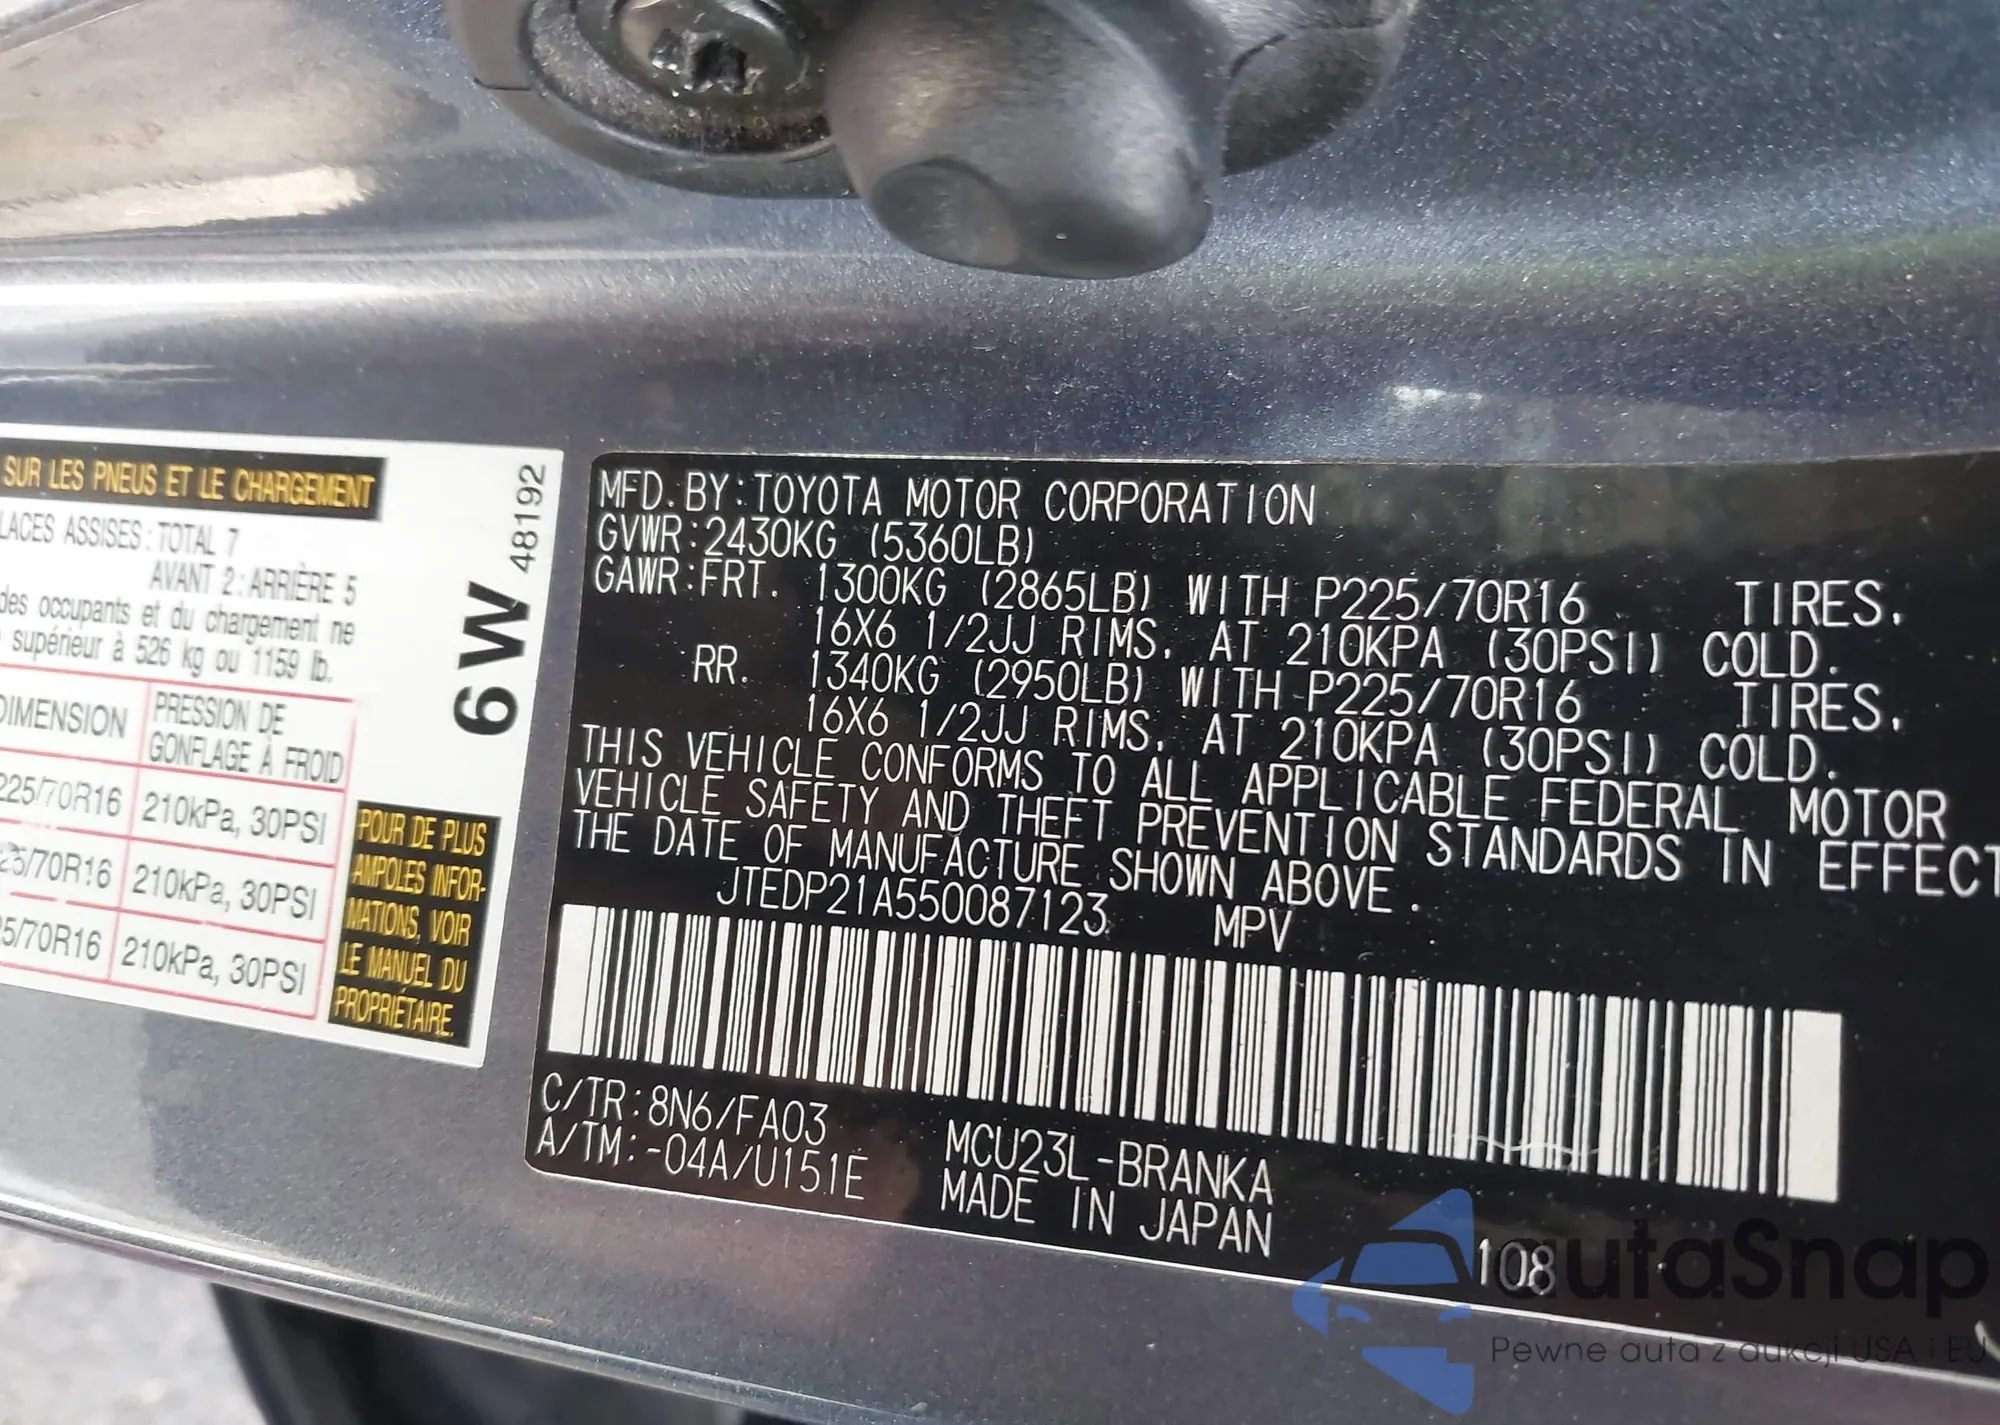 SUR LES PNEUS ET LE CHARGEMENT
LACES ASSISES: TOTAL 7
AVANT 2: ARRIÈRE 5
des occupants et du chargement ne
supérieur à 526 kg ou 1159 lb.
DIMENSION PRESSION DE
GONFLAGE À FROID
225/70R16 210kPa, 30PSI
25/70R16 210kPa, 30PSI
25/70R16 210kPa, 30PSI
POUR DE PLUS
AMPOLES INFOR-
MATIONS, VOIR
LE MANUEL DU
PROPRIÉTAIRE.
6W 48192
MFD. BY: TOYOTA MOTOR CORPORATION
GVWR: 2430KG (5360LB)
GAWR: FRT. 1300KG (2865LB) WITH P225/70R16 TIRES,
16X6 1/2JJ RIMS, AT 210KPA (30PSI) COLD.
RR. 1340KG (2950LB) WITH P225/70R16 TIRES,
16X6 1/2JJ RIMS, AT 210KPA (30PSI) COLD.
THIS VEHICLE CONFORMS TO ALL APPLICABLE FEDERAL MOTOR
VEHICLE SAFETY AND THEFT PREVENTION STANDARDS IN EFFECT
THE DATE OF MANUFACTURE SHOWN ABOVE.
JTEDP21A550087123 MPV
C/TR: 8N6/FA03
A/TM: -04A/U151E
MCU23L-BRANKA
MADE IN JAPAN
108
autaSnap
Pewne auta z aukcji USA i EU